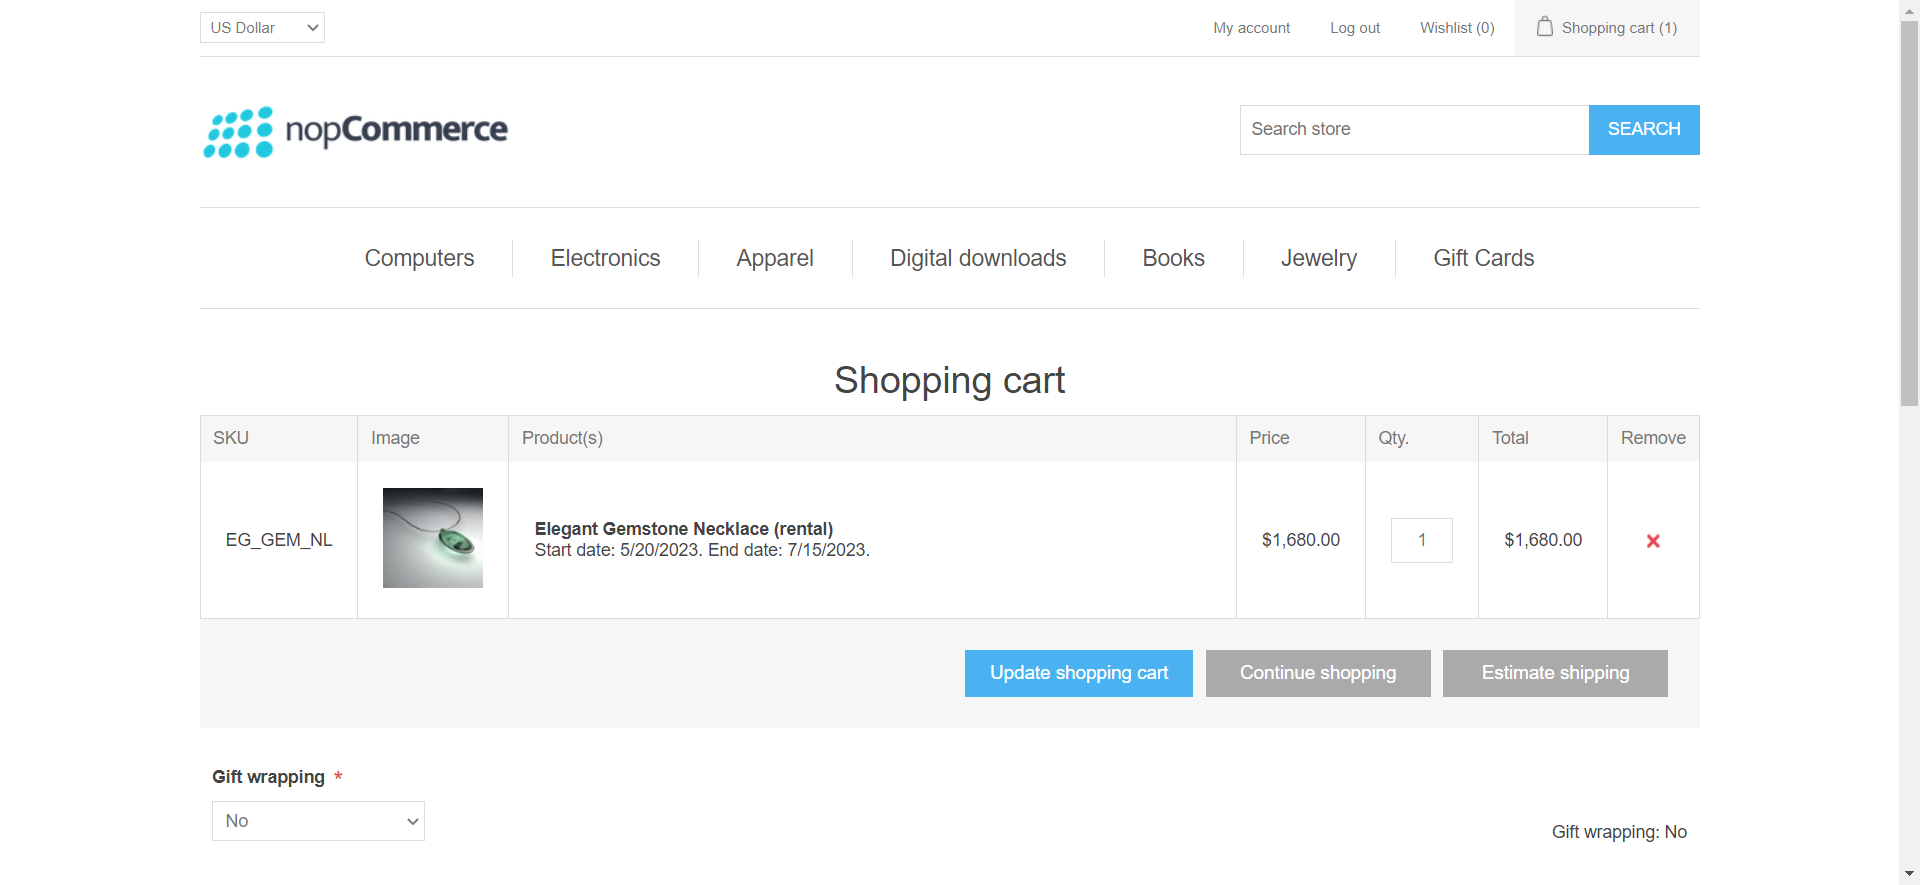 US Dollar
My account
Log out
Wishlist (0)
Shopping cart (1)
nopCommerce
Search store
SEARCH
Computers
Electronics
Apparel
Digital downloads
Books
Jewelry
Gift Cards
Shopping cart
SKU
Image
Product(s)
Price
Qty.
Total
Remove
EG_GEM_NL
Elegant Gemstone Necklace (rental)
Start date: 5/20/2023. End date: 7/15/2023.
$1,680.00
1
$1,680.00
Update shopping cart
Continue shopping
Estimate shipping
Gift wrapping *
No
Gift wrapping: No